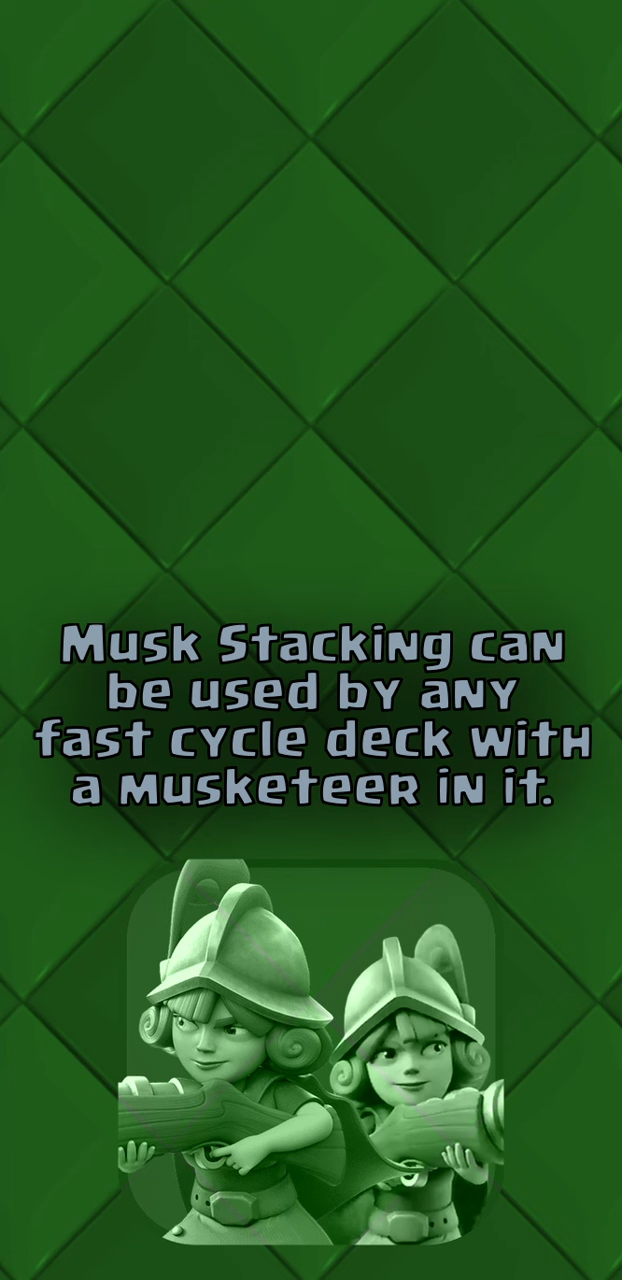 Musk Stacking can
be used by any
fast cycle deck with
a musketeer in it.